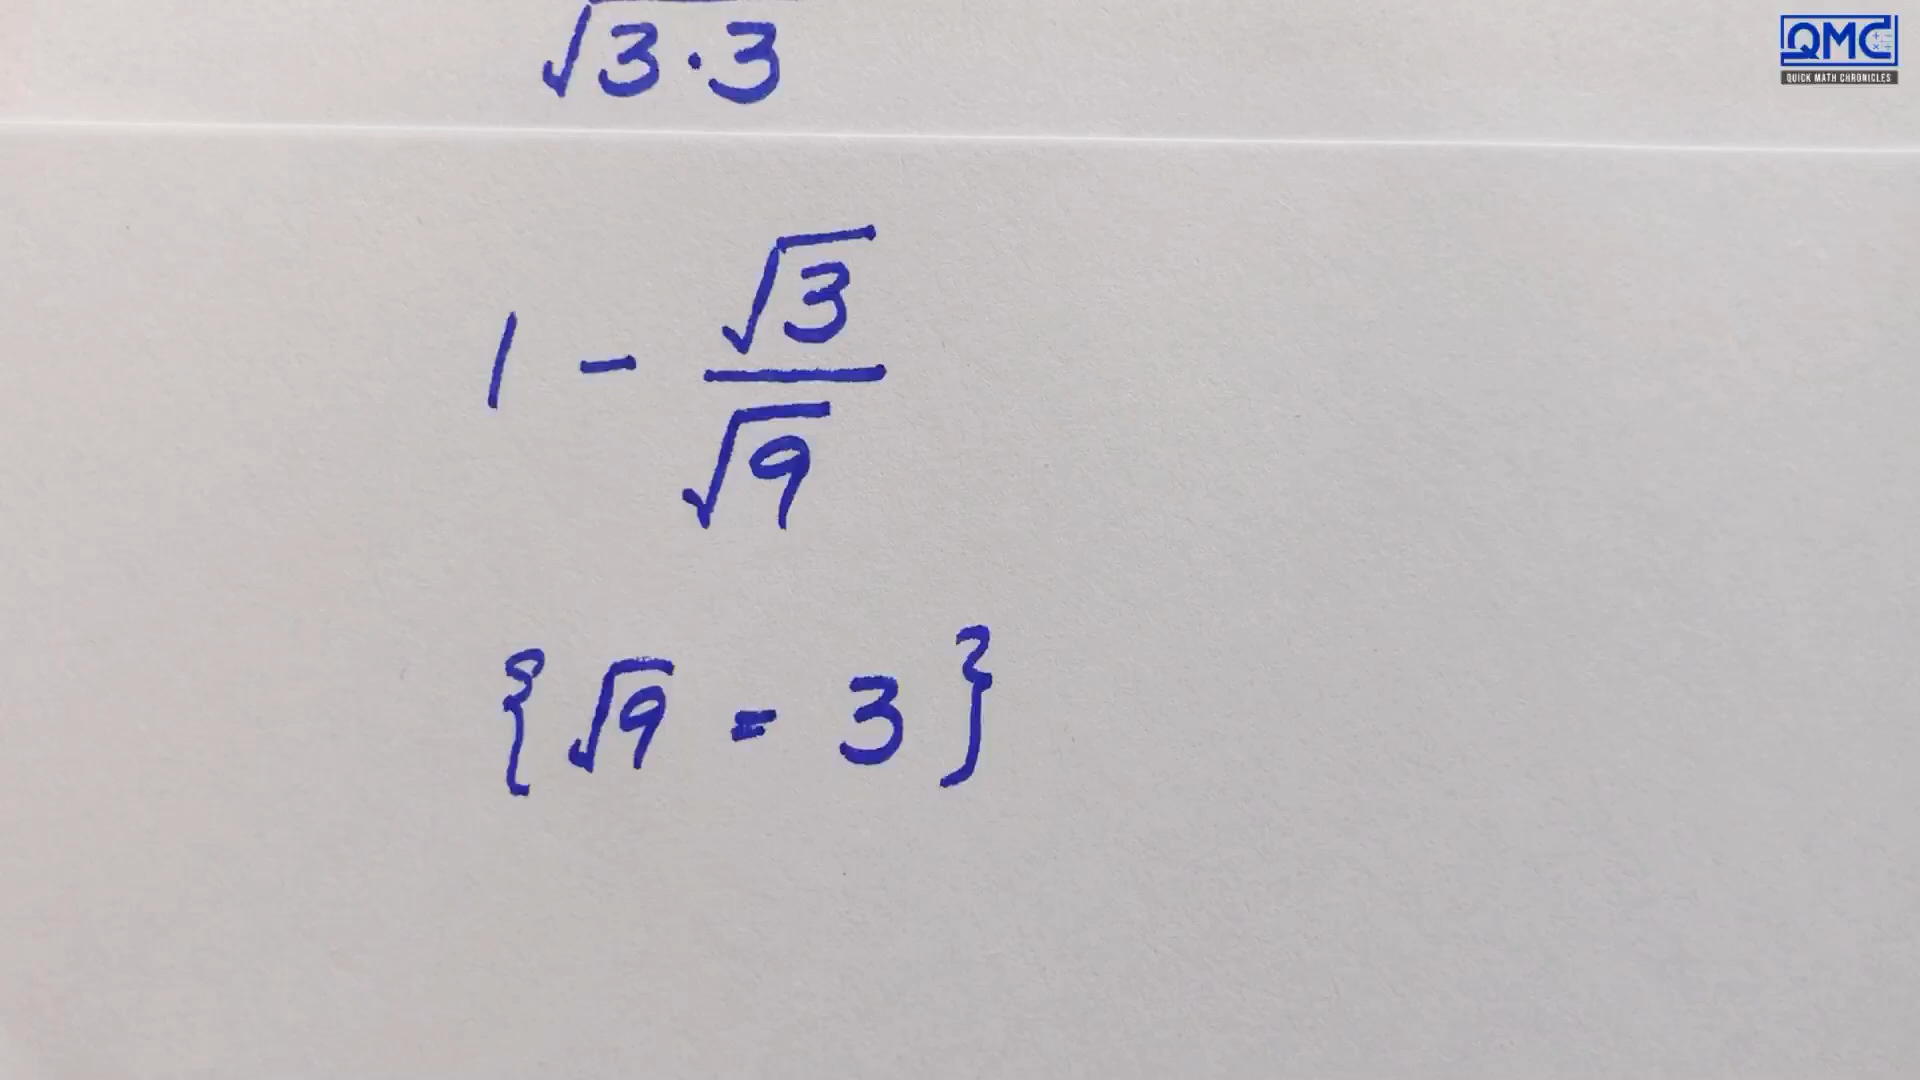 √3·3
QMC
QUICK MATH CHRONICLES
1 - √3
√9
{ √9 = 3 }